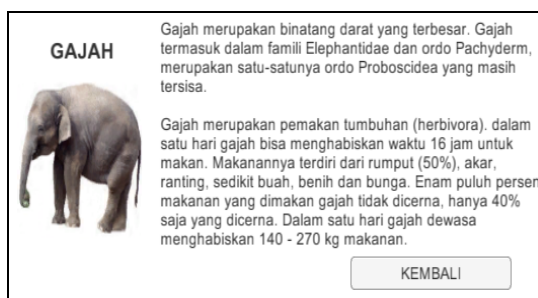 GAJAH
Gajah merupakan binatang darat yang terbesar. Gajah
termasuk dalam famili Elephantidae dan ordo Pachyderm,
merupakan satu-satunya ordo Proboscidea yang masih
tersisa.
Gajah merupakan pemakan tumbuhan (herbivora). dalam
satu hari gajah bisa menghabiskan waktu 16 jam untuk
makan. Makanannya terdiri dari rumput (50%), akar,
ranting, sedikit buah, benih dan bunga. Enam puluh persen
makanan yang dimakan gajah tidak dicerna, hanya 40%
saja yang dicerna. Dalam satu hari gajah dewasa
menghabiskan 140 - 270 kg makanan.
KEMBALI